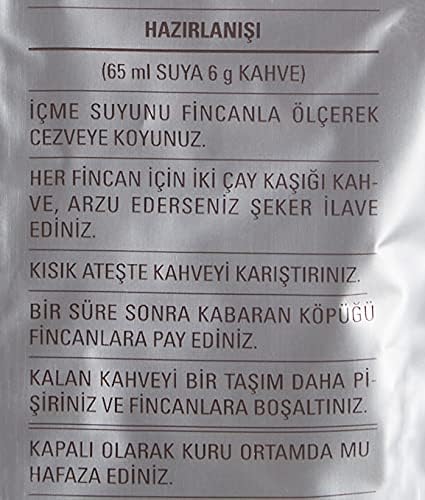 HAZIRLANIŞI
(65 ml SUYA 6 g KAHVE)
İÇME SUYUNU FİNCANLA ÖLÇEREK
CEZVEYE KOYUNUZ.
HER FİNCAN İÇİN İKİ ÇAY KAŞIĞI KAH-
VE, ARZU EDERSENİZ ŞEKER İLAVE
EDİNİZ.
KISIK ATEŞTE KAHVEYİ KARIŞTIRINIZ.
BİR SÜRE SONRA KABARAN KÖPÜĞÜ
FİNCANLARA PAY EDİNİZ.
KALAN KAHVEYİ BİR TAŞIM DAHA Pİ-
ŞİRİNİZ VE FİNCANLARA BOŞALTINIZ.
KAPALI OLARAK KURU ORTAMDA MU
HAFAZA EDİNİZ.